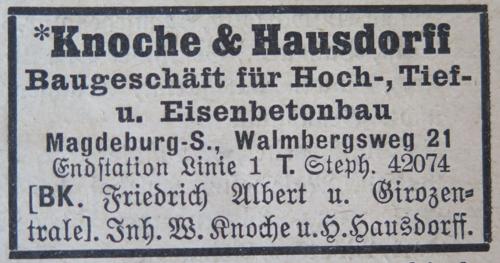 *Knoche & Hausdorff
Baugeschäft für Hoch-, Tief-
u. Eisenbetonbau
Magdeburg-S., Walmbergsweg 21
Endstation Linie 1 T. Steph. 42074
[BK. Friedrich Albert u. Girozen-
trale]. Inh. W. Knoche u. H. Hausdorff.